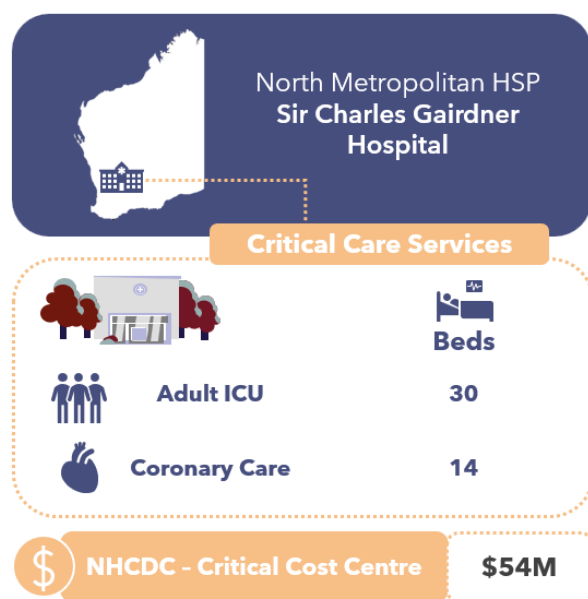 North Metropolitan HSP
Sir Charles Gairdner
Hospital
Critical Care Services
Beds
Adult ICU 30
Coronary Care 14
$ NHCDC – Critical Cost Centre $54M